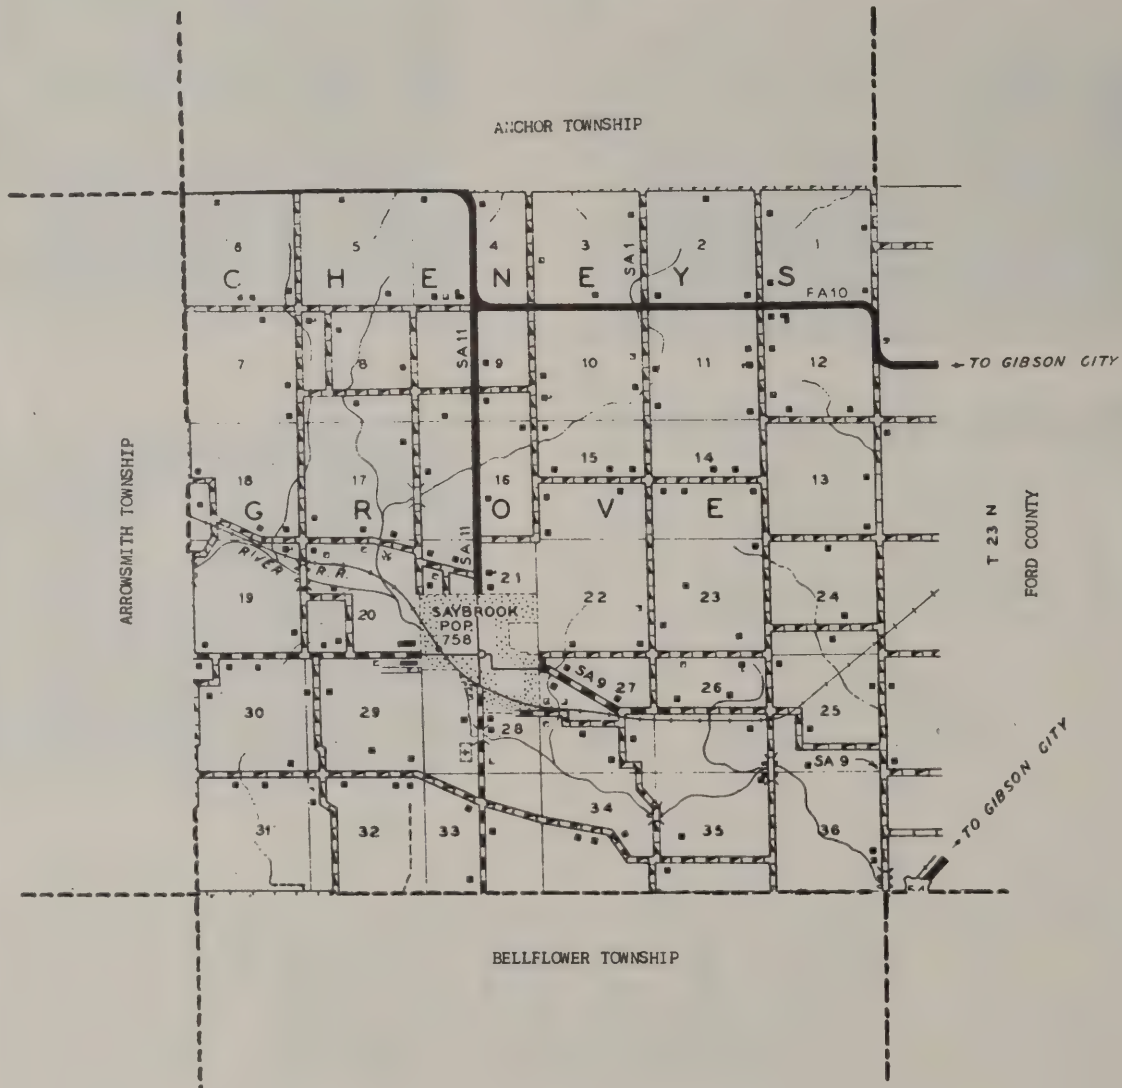 ANCHOR TOWNSHIP
6 5 4 3 2 1
C H E N E Y S
SA 1
FA 10
7 8 9 10 11 12
SA 11
← TO GIBSON CITY
ARROWSMITH TOWNSHIP
18 17 16 15 14 13
G R O V E
T 23 N
FORD COUNTY
SA 11
RIVER
R.R.
19 20 21 22 23 24
SAYBROOK
POP.
758
SA 9
30 29 28 27 26 25
SA 9
← TO GIBSON CITY
31 32 33 34 35 36
54
BELLFLOWER TOWNSHIP